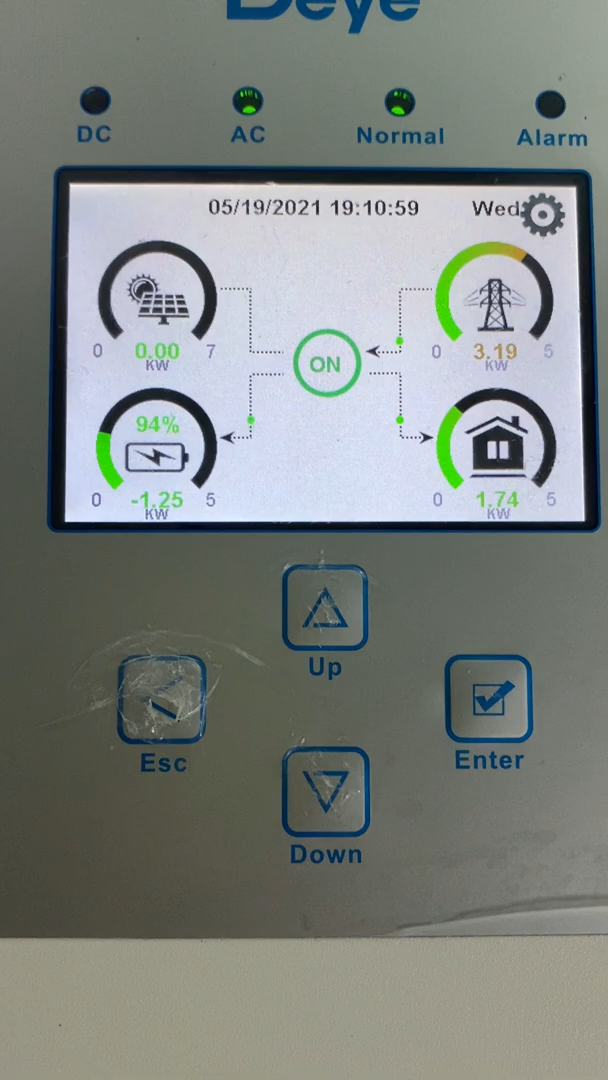 Deye
DC AC Normal Alarm
05/19/2021 19:10:59 Wed
0 0.00 7
KW
0 3.19 5
KW
ON
94%
0 -1.25 5
KW
0 1.74 5
KW
Up
Esc
Enter
Down